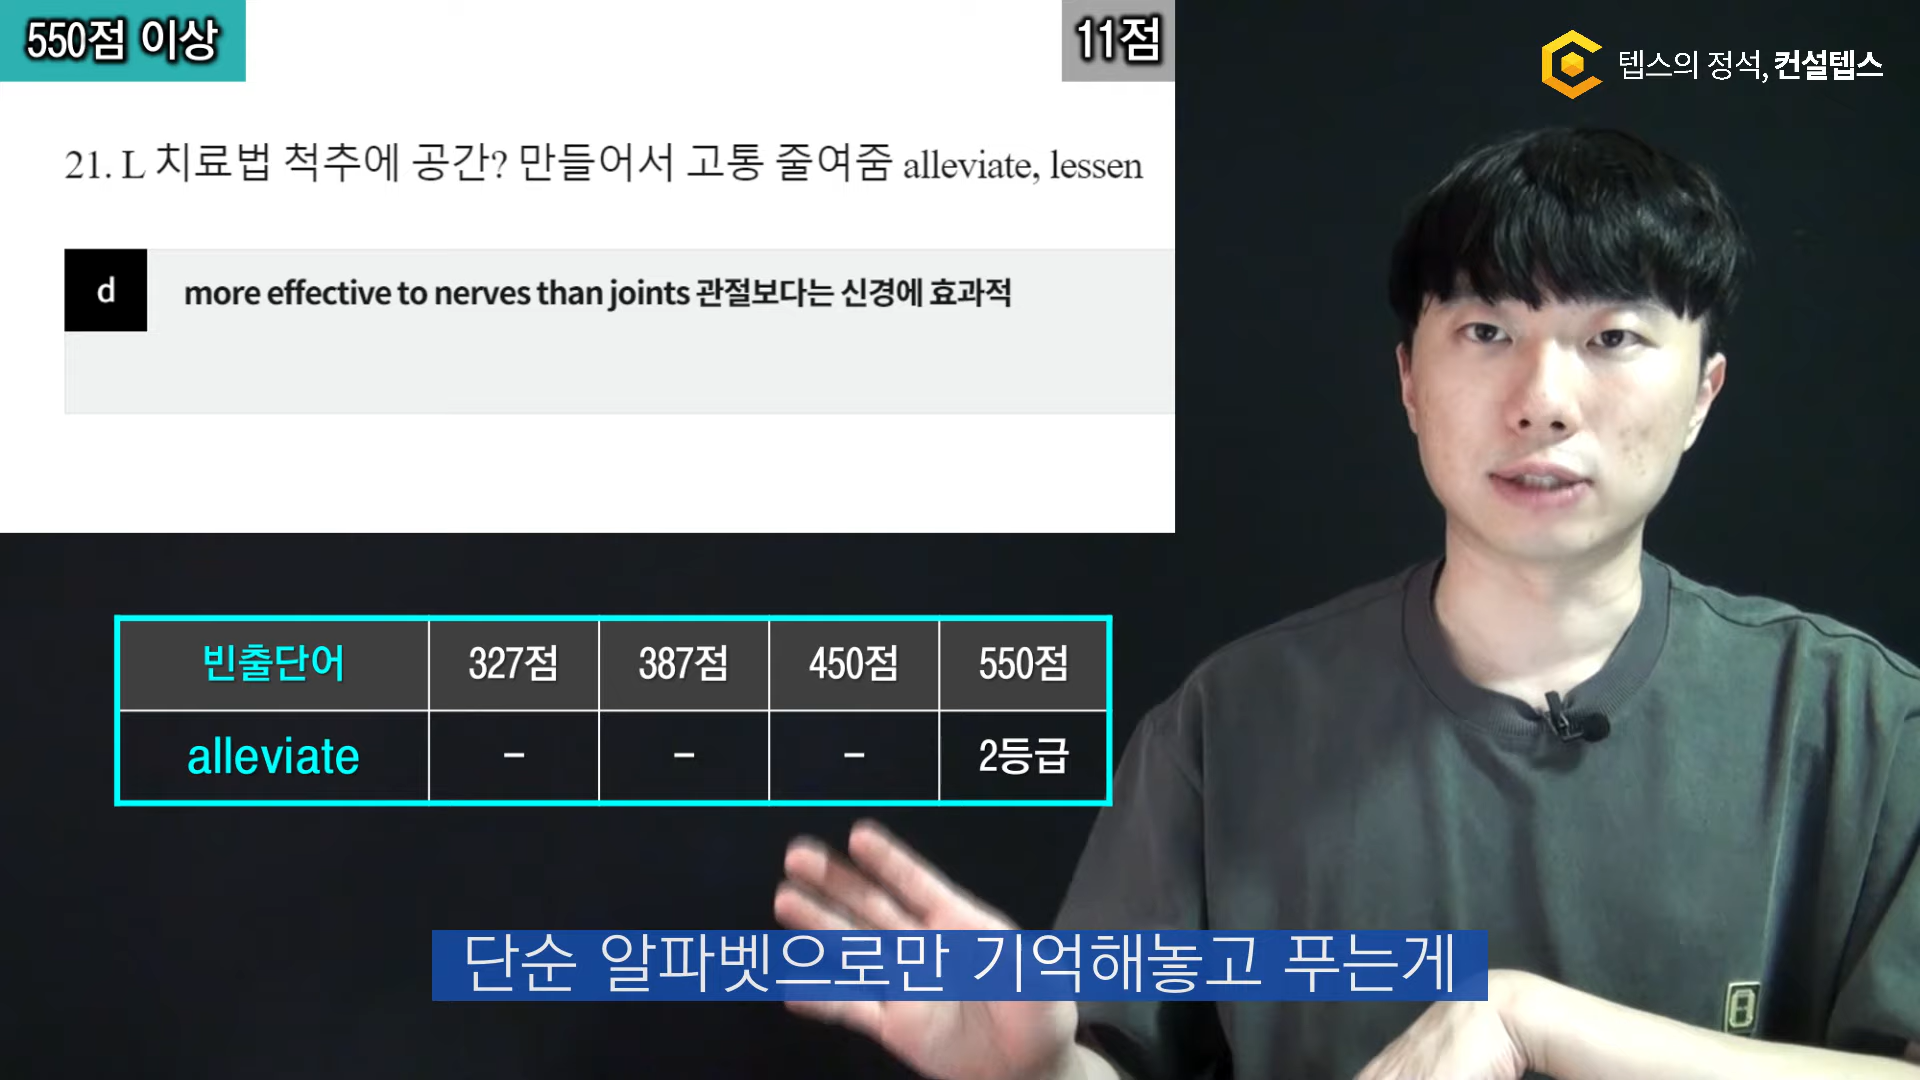 550점 이상
11점
텝스의 정석, 컨설텝스
21. L 치료법 척추에 공간? 만들어서 고통 줄여줌 alleviate, lessen
d more effective to nerves than joints 관절보다는 신경에 효과적
빈출단어 327점 387점 450점 550점
alleviate - - - 2등급
단순 알파벳으로만 기억해놓고 푸는게